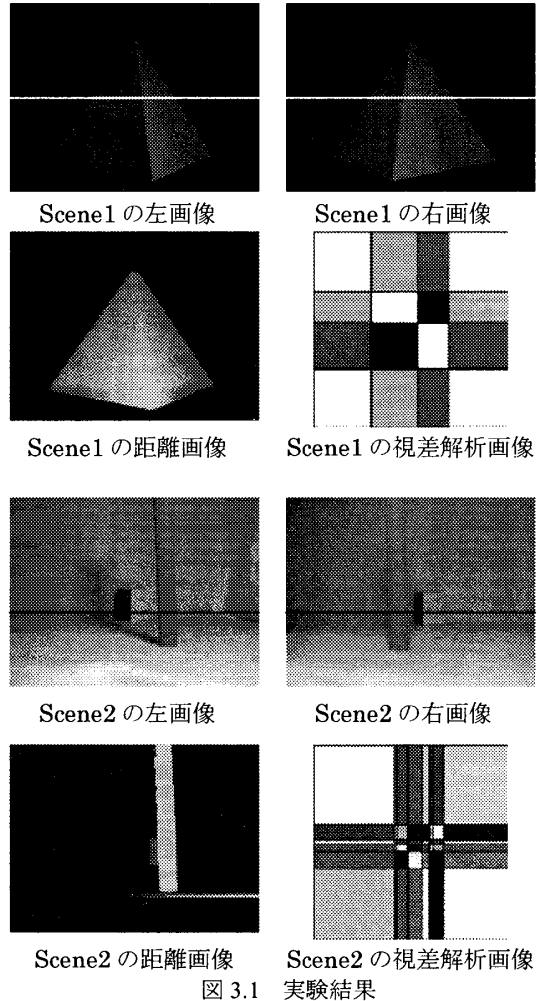 Scene1 の左画像
Scene1 の右画像
Scene1 の距離画像
Scene1 の視差解析画像
Scene2 の左画像
Scene2 の右画像
Scene2 の距離画像
Scene2 の視差解析画像
図 3.1 実験結果